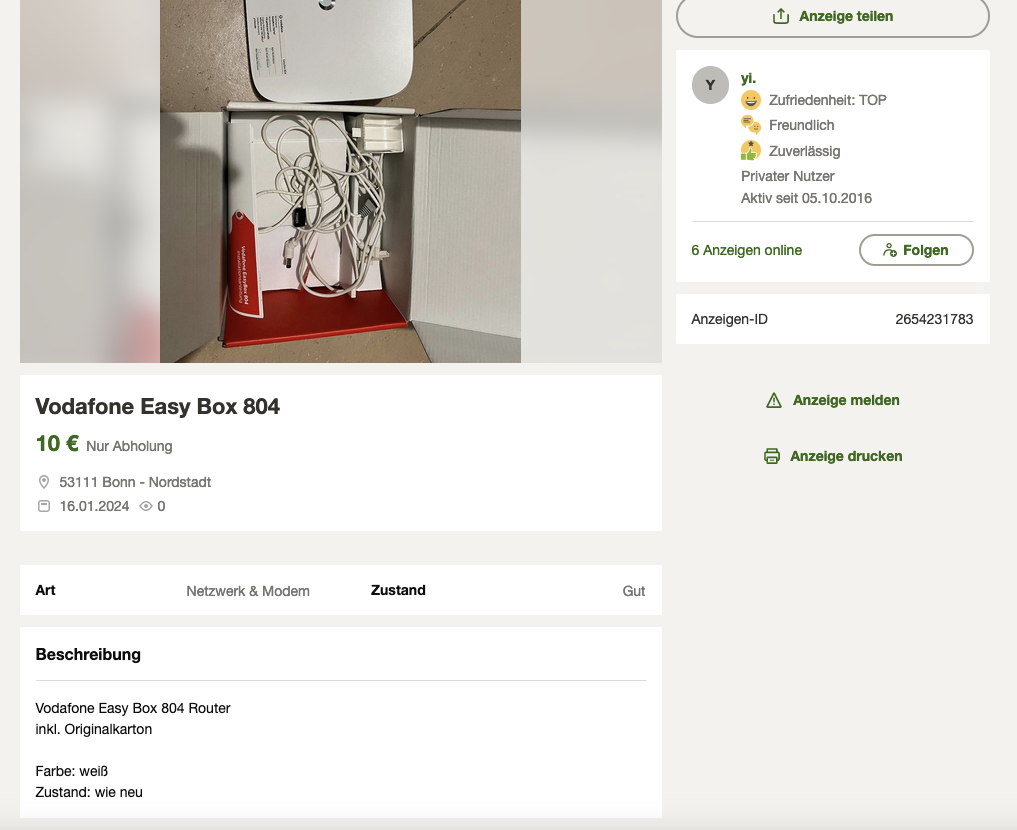 Vodafone EasyBox 804
Vodafone Easy Box 804
10 € Nur Abholung
53111 Bonn - Nordstadt
16.01.2024 0
Art Netzwerk & Modem Zustand Gut
Beschreibung
Vodafone Easy Box 804 Router
inkl. Originalkarton
Farbe: weiß
Zustand: wie neu
Anzeige teilen
Y
yi.
Zufriedenheit: TOP
Freundlich
Zuverlässig
Privater Nutzer
Aktiv seit 05.10.2016
6 Anzeigen online Folgen
Anzeigen-ID 2654231783
Anzeige melden
Anzeige drucken